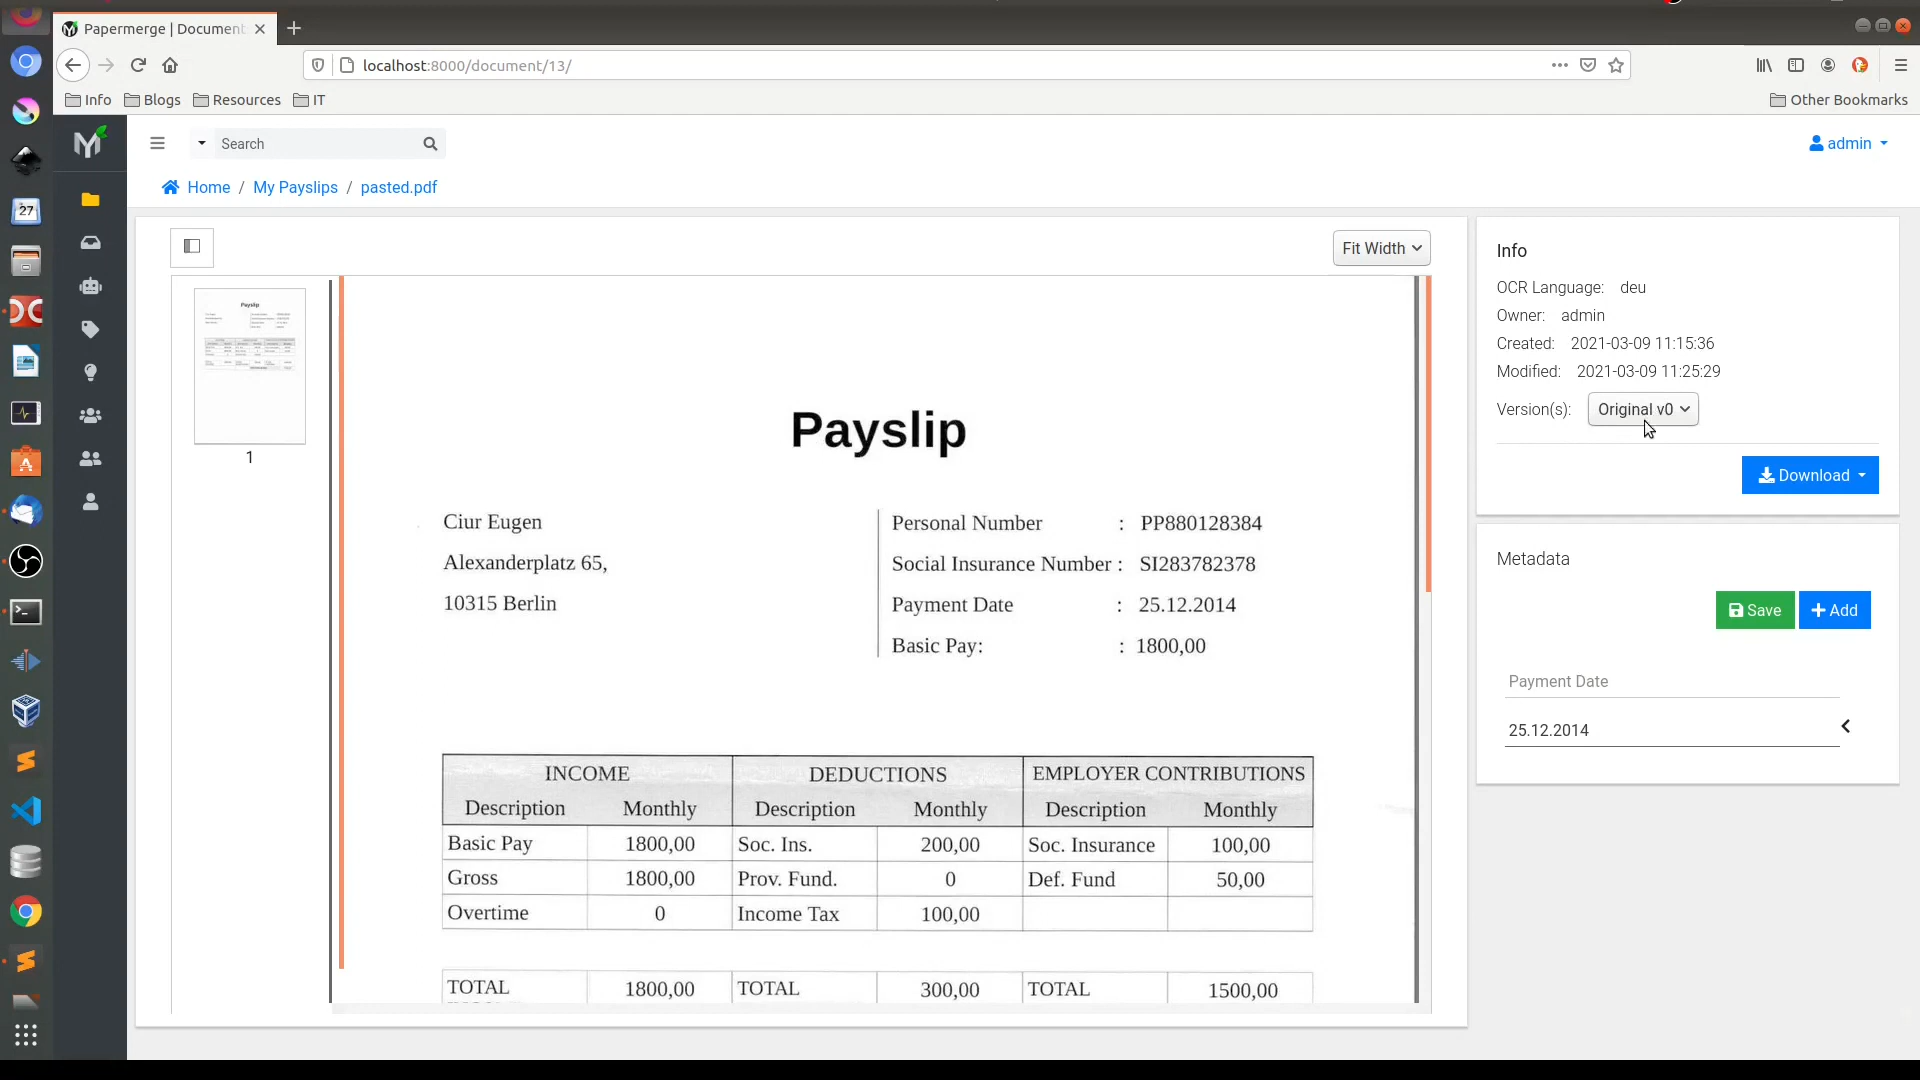 Papermerge | Document
localhost:8000/document/13/
Info Blogs Resources IT Other Bookmarks
Search
admin
Home / My Payslips / pasted.pdf
Fit Width
1
Payslip
Ciur Eugen
Alexanderplatz 65,
10315 Berlin
Personal Number : PP880128384
Social Insurance Number : SI283782378
Payment Date : 25.12.2014
Basic Pay: : 1800,00
INCOME DEDUCTIONS EMPLOYER CONTRIBUTIONS
Description Monthly Description Monthly Description Monthly
Basic Pay 1800,00 Soc. Ins. 200,00 Soc. Insurance 100,00
Gross 1800,00 Prov. Fund. 0 Def. Fund 50,00
Overtime 0 Income Tax 100,00
TOTAL 1800,00 TOTAL 300,00 TOTAL 1500,00
Info
OCR Language: deu
Owner: admin
Created: 2021-03-09 11:15:36
Modified: 2021-03-09 11:25:29
Version(s): Original v0
Download
Metadata
Save Add
Payment Date
25.12.2014
27